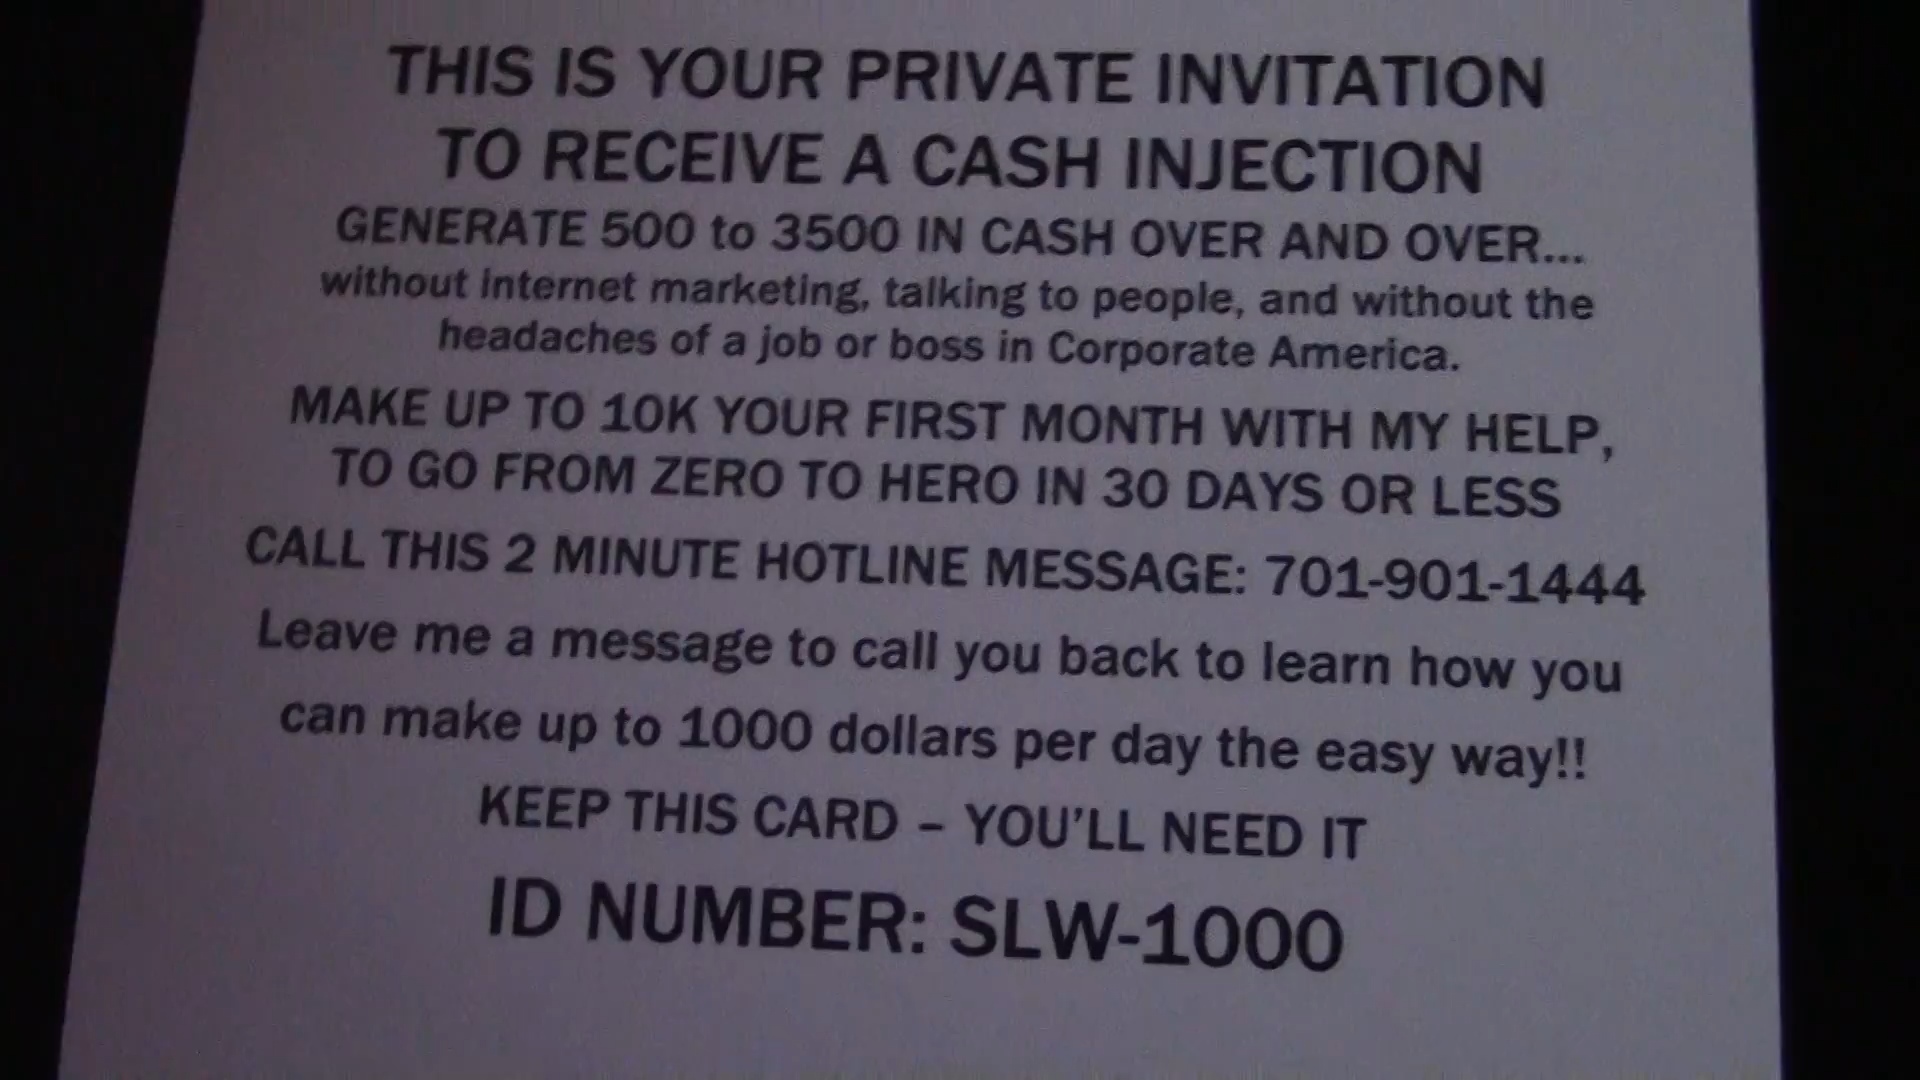 THIS IS YOUR PRIVATE INVITATION
TO RECEIVE A CASH INJECTION
GENERATE 500 to 3500 IN CASH OVER AND OVER...
without internet marketing, talking to people, and without the
headaches of a job or boss in Corporate America.
MAKE UP TO 10K YOUR FIRST MONTH WITH MY HELP,
TO GO FROM ZERO TO HERO IN 30 DAYS OR LESS
CALL THIS 2 MINUTE HOTLINE MESSAGE: 701-901-1444
Leave me a message to call you back to learn how you
can make up to 1000 dollars per day the easy way!!
KEEP THIS CARD – YOU'LL NEED IT
ID NUMBER: SLW-1000